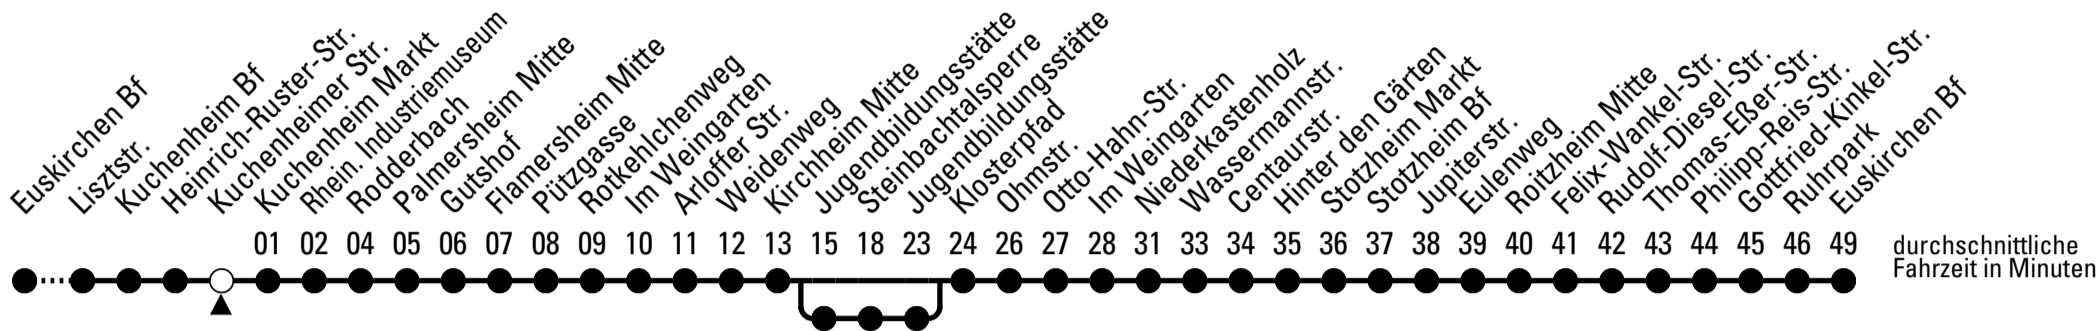 Euskirchen Bf
Lisztstr.
Kuchenheim Bf
Heinrich-Ruster-Str.
Kuchenheimer Str.
Kuchenheim Markt
Rhein. Industriemuseum
Rodderbach
Palmersheim Mitte
Gutshof
Flamersheim Mitte
Pützgasse
Rotkehlchenweg
Im Weingarten
Arloffer Str.
Weidenweg
Kirchheim Mitte
Jugendbildungsstätte
Steinbachtalsperre
Jugendbildungsstätte
Klosterpfad
Ohmstr.
Otto-Hahn-Str.
Im Weingarten
Niederkastenholz
Wassermannstr.
Centaurstr.
Hinter den Gärten
Stotzheim Markt
Stotzheim Bf
Jupiterstr.
Eulenweg
Roitzheim Mitte
Felix-Wankel-Str.
Rudolf-Diesel-Str.
Thomas-Eßer-Str.
Philipp-Reis-Str.
Gottfried-Kinkel-Str.
Ruhrpark
Euskirchen Bf
01 02 04 05 06 07 08 09 10 11 12 13 15 18 23 24 26 27 28 31 33 34 35 36 37 38 39 40 41 42 43 44 45 46 49
durchschnittliche
Fahrzeit in Minuten